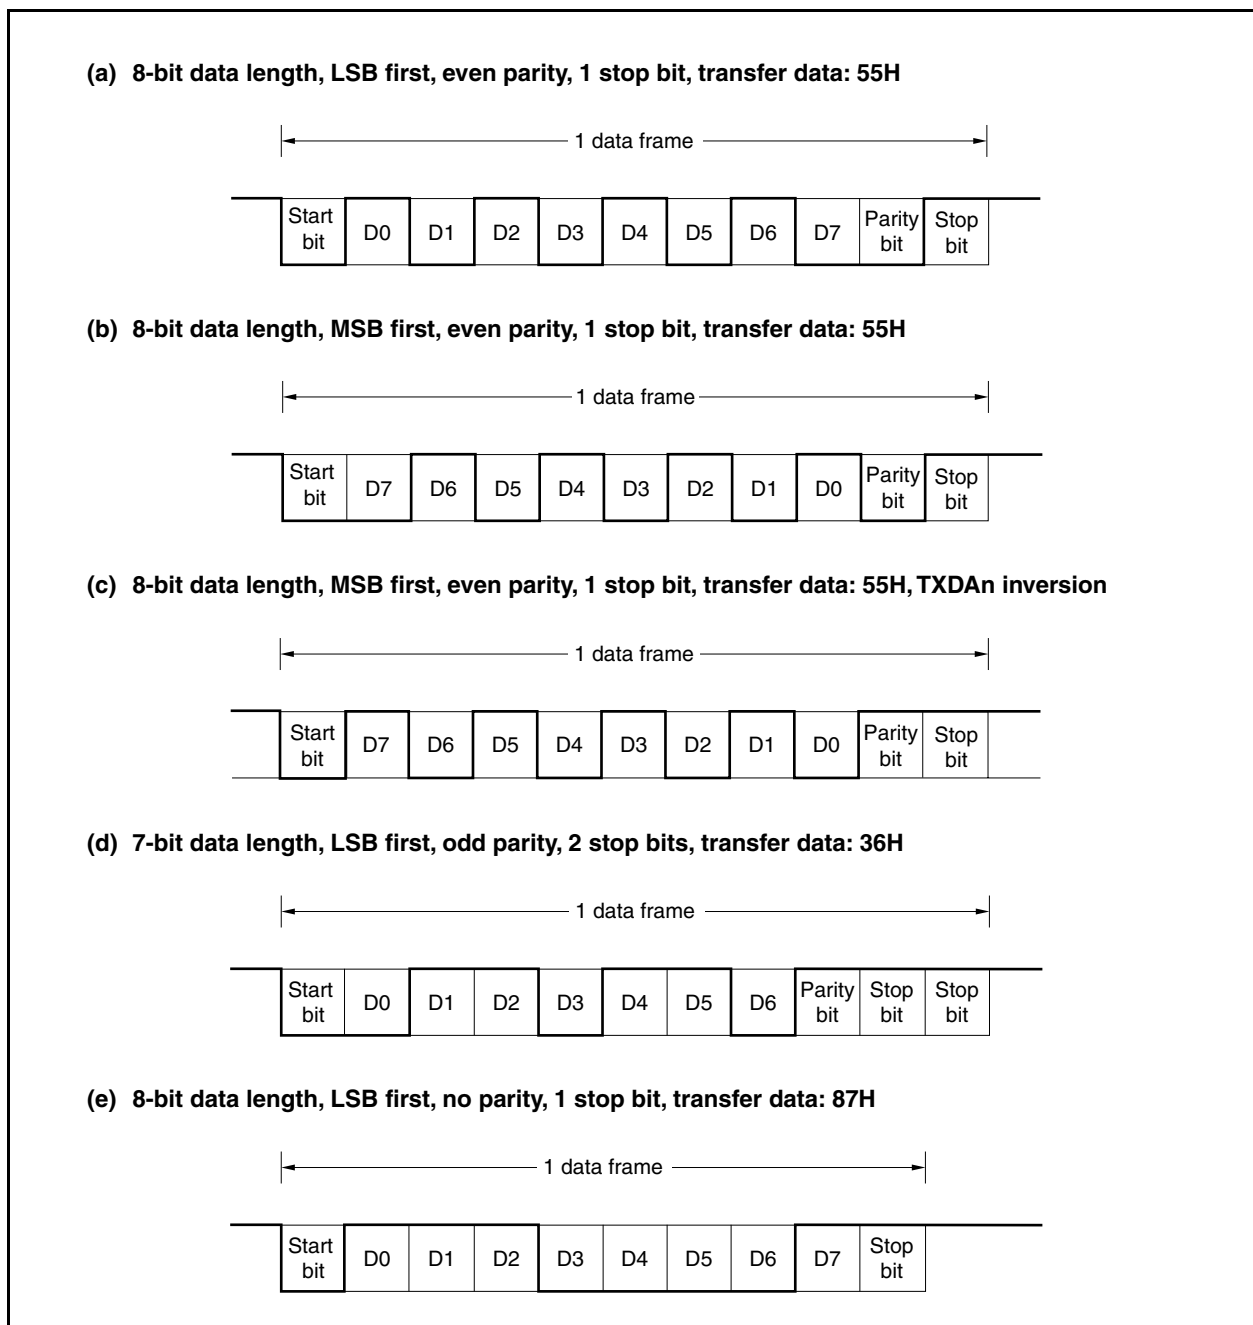 (a) 8-bit data length, LSB first, even parity, 1 stop bit, transfer data: 55H
1 data frame
Start bit D0 D1 D2 D3 D4 D5 D6 D7 Parity bit Stop bit
(b) 8-bit data length, MSB first, even parity, 1 stop bit, transfer data: 55H
1 data frame
Start bit D7 D6 D5 D4 D3 D2 D1 D0 Parity bit Stop bit
(c) 8-bit data length, MSB first, even parity, 1 stop bit, transfer data: 55H, TXDAn inversion
1 data frame
Start bit D7 D6 D5 D4 D3 D2 D1 D0 Parity bit Stop bit
(d) 7-bit data length, LSB first, odd parity, 2 stop bits, transfer data: 36H
1 data frame
Start bit D0 D1 D2 D3 D4 D5 D6 Parity bit Stop bit Stop bit
(e) 8-bit data length, LSB first, no parity, 1 stop bit, transfer data: 87H
1 data frame
Start bit D0 D1 D2 D3 D4 D5 D6 D7 Stop bit